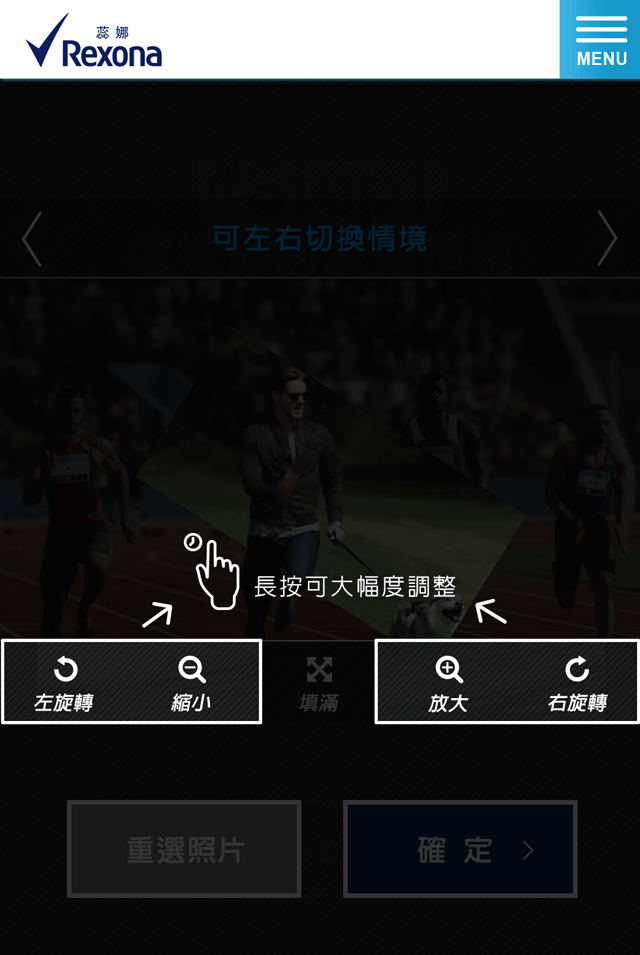 蕊娜
Rexona
MENU
可左右切換情境
長按可大幅度調整
左旋轉
縮小
填滿
放大
右旋轉
重選照片
確定